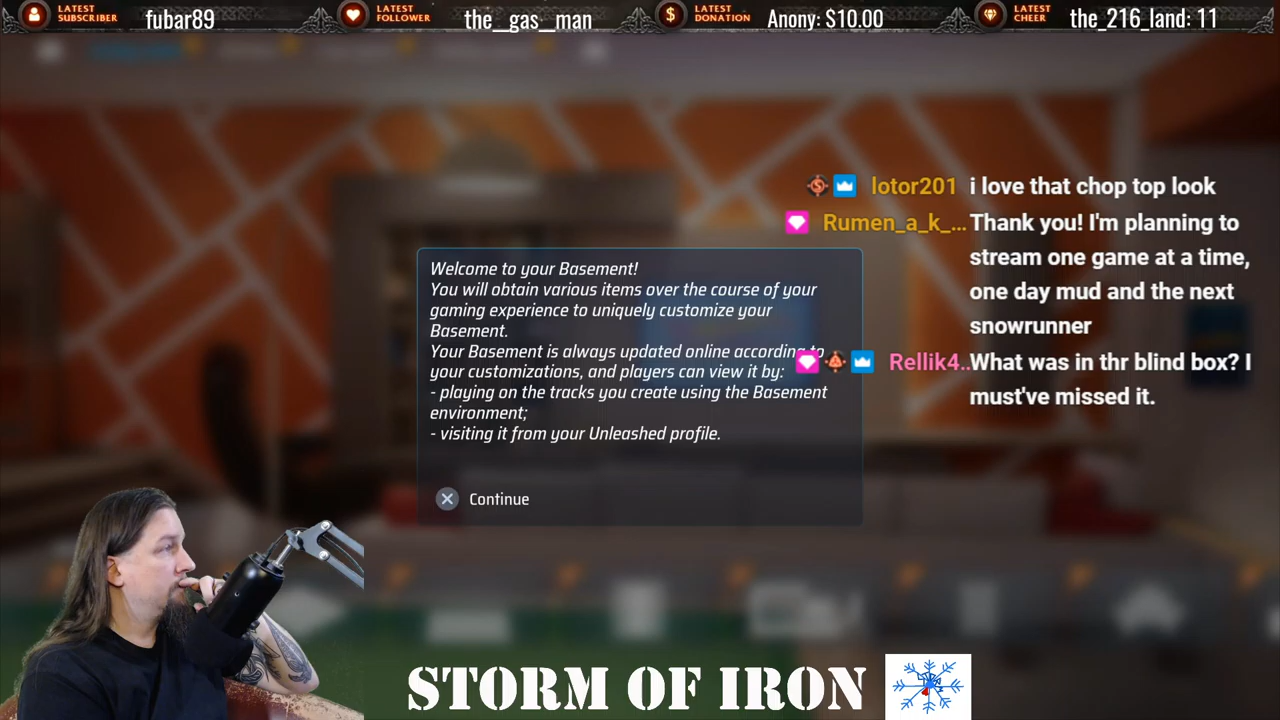 LATEST SUBSCRIBER
fubar89
LATEST FOLLOWER
the__gas_man
LATEST DONATION
Anony: $10.00
LATEST CHEER
the_216_land: 11
lotor201 i love that chop top look
Rumen_a_k_... Thank you! I'm planning to
stream one game at a time,
one day mud and the next
snowrunner
Rellik4.. What was in thr blind box? I
must've missed it.
Welcome to your Basement!
You will obtain various items over the course of your
gaming experience to uniquely customize your
Basement.
Your Basement is always updated online according to
your customizations, and players can view it by:
- playing on the tracks you create using the Basement
environment;
- visiting it from your Unleashed profile.
Continue
STORM OF IRON